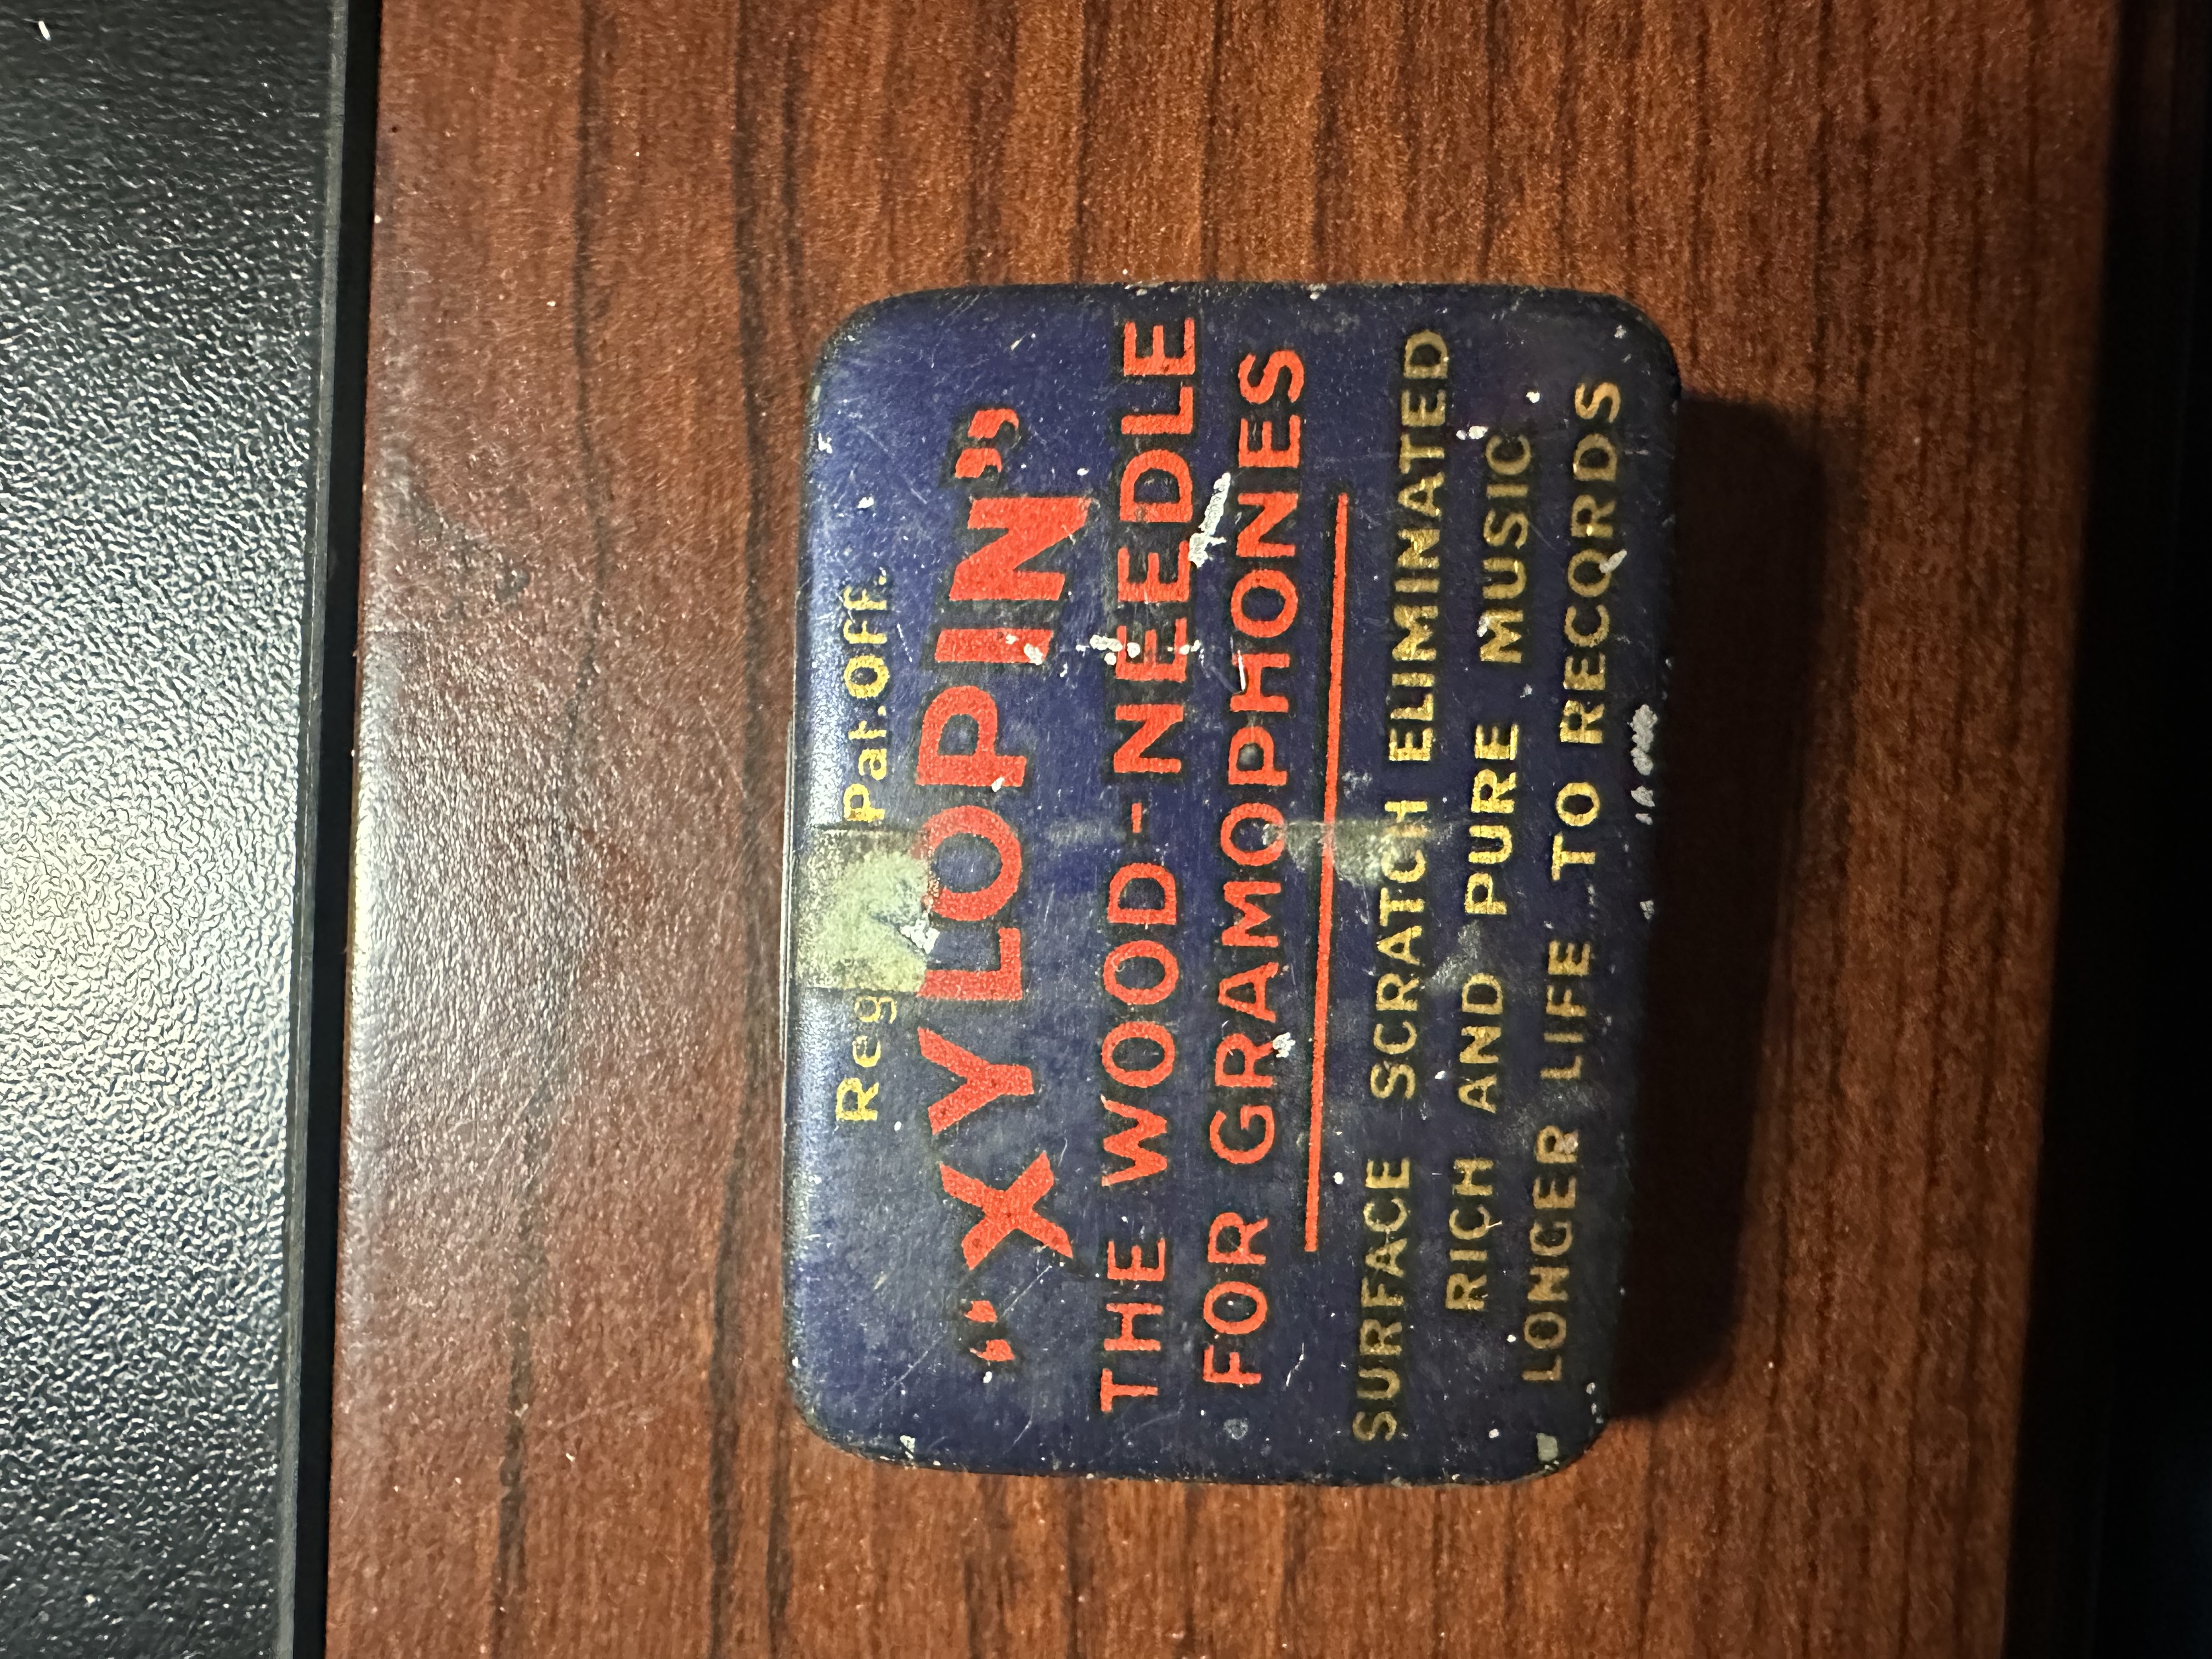 Reg Pat.Off.
"XYLOPIN"
THE WOOD-NEEDLE
FOR GRAMOPHONES
SURFACE SCRATCH ELIMINATED
RICH AND PURE MUSIC
LONGER LIFE TO RECORDS